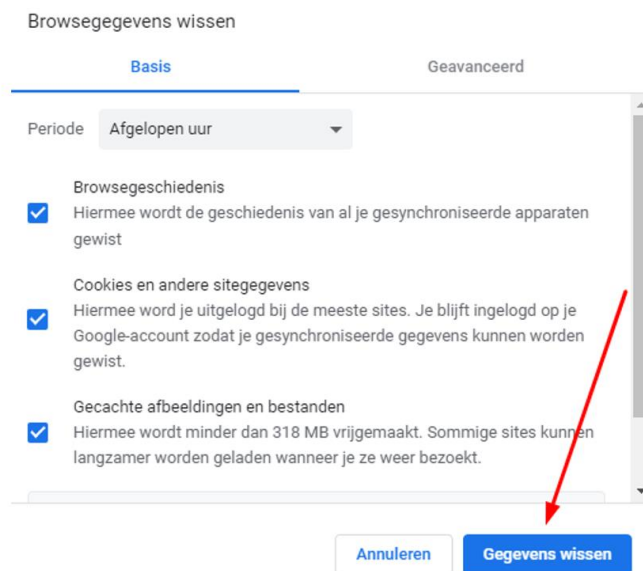 Browsegegevens wissen
Basis
Geavanceerd
Periode
Afgelopen uur
Browsegeschiedenis
Hiermee wordt de geschiedenis van al je gesynchroniseerde apparaten
gewist
Cookies en andere sitegegevens
Hiermee word je uitgelogd bij de meeste sites. Je blijft ingelogd op je
Google-account zodat je gesynchroniseerde gegevens kunnen worden
gewist.
Gecachte afbeeldingen en bestanden
Hiermee wordt minder dan 318 MB vrijgemaakt. Sommige sites kunnen
langzamer worden geladen wanneer je ze weer bezoekt.
Annuleren
Gegevens wissen